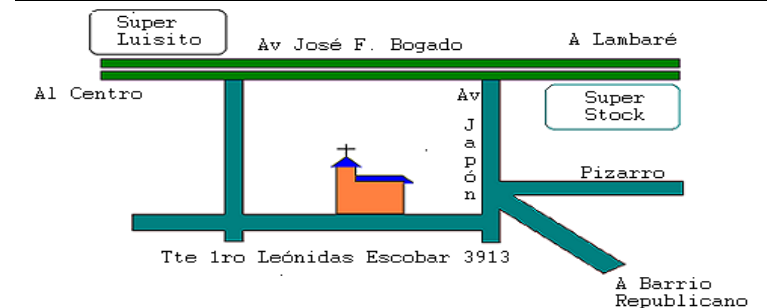 Super
Luisito
Av José F. Bogado
A Lambaré
Al Centro
Av
Japón
Super
Stock
Pizarro
Tte 1ro Leónidas Escobar 3913
A Barrio
Republicano